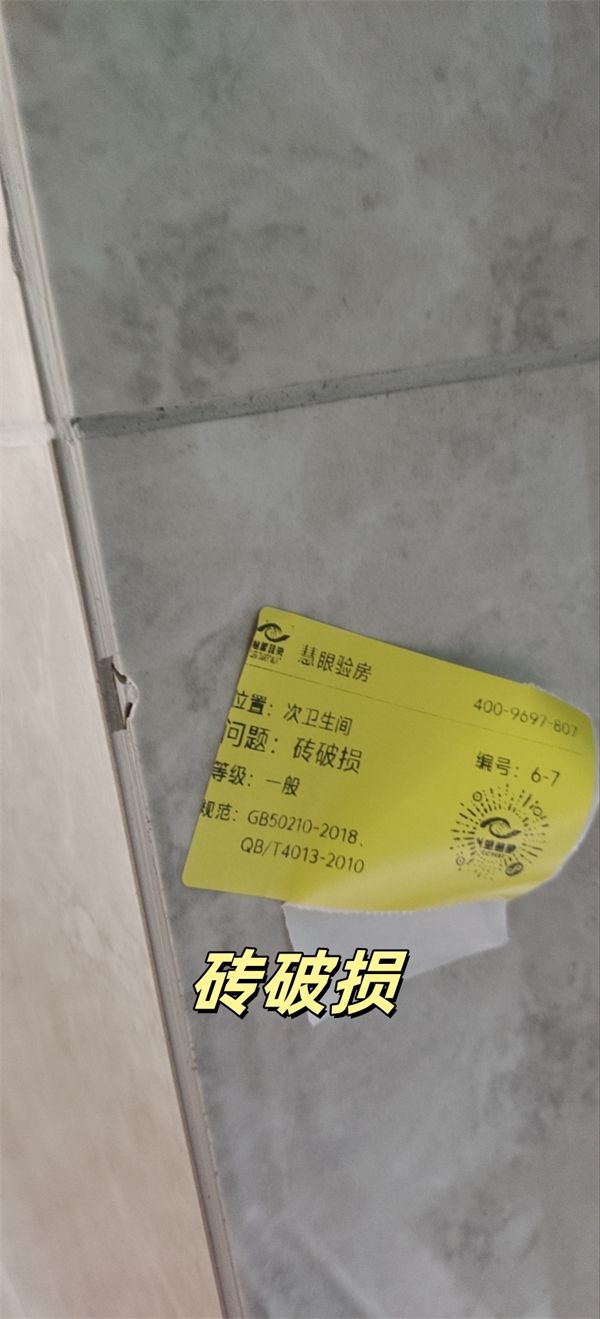 慧眼验房
400-9697-807
位置：次卫生间
问题：砖破损
编号：6-7
等级：一般
规范：GB50210-2018、
QB/T4013-2010
砖破损